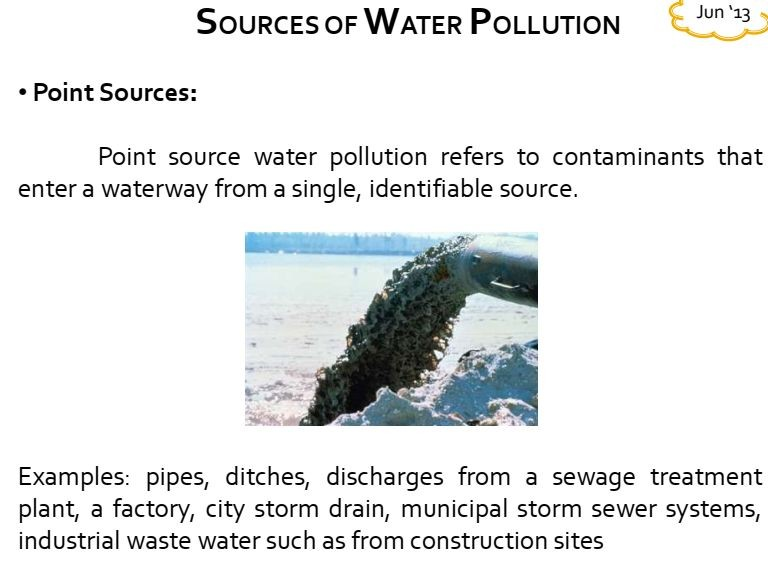 SOURCES OF WATER POLLUTION
Jun ‘13
• Point Sources:
Point source water pollution refers to contaminants that
enter a waterway from a single, identifiable source.
Examples: pipes, ditches, discharges from a sewage treatment
plant, a factory, city storm drain, municipal storm sewer systems,
industrial waste water such as from construction sites